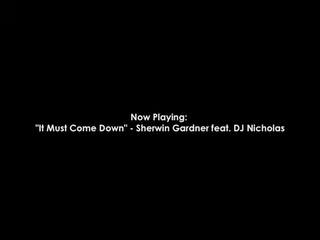 Now Playing:
"It Must Come Down" - Sherwin Gardner feat. DJ Nicholas